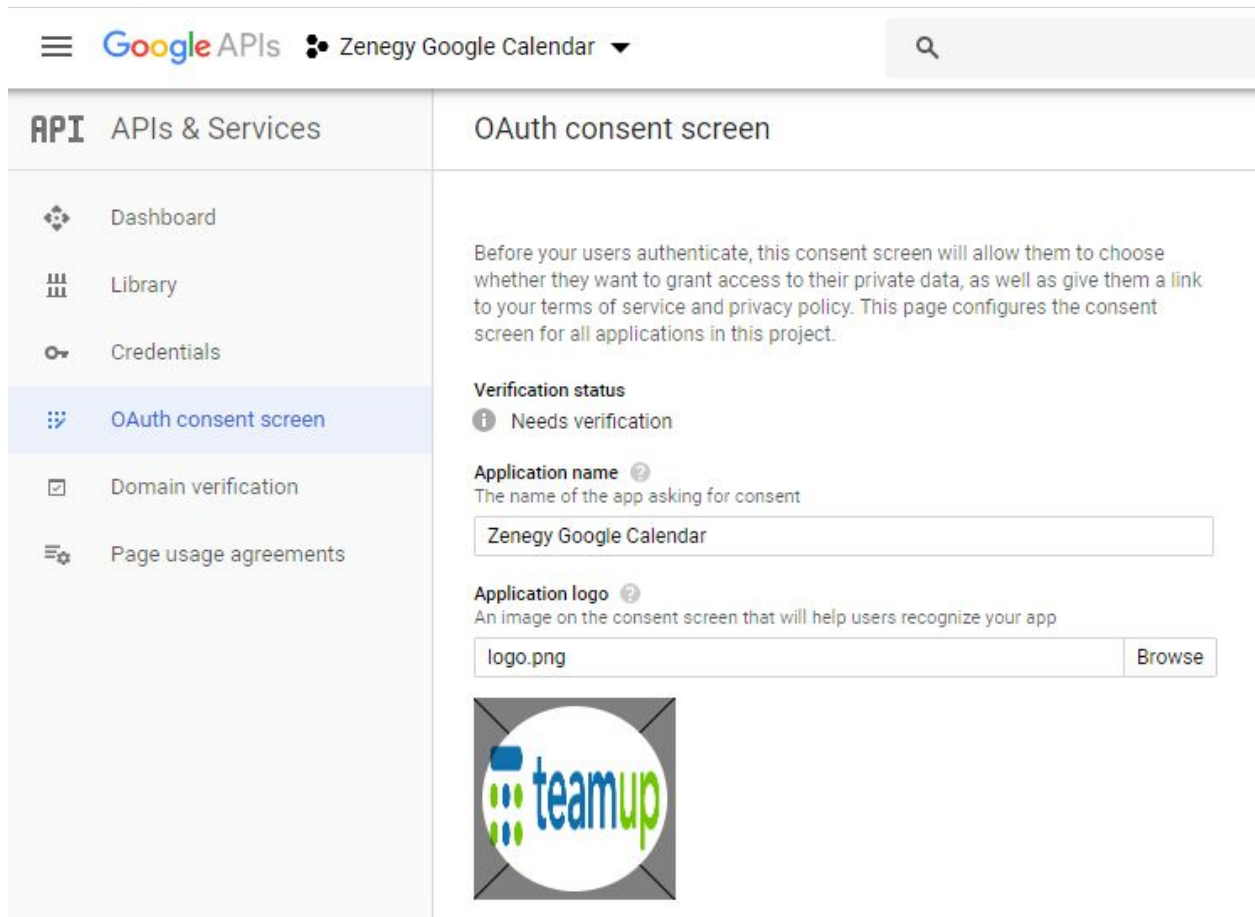 Google APIs Zenegy Google Calendar
API APIs & Services
OAuth consent screen
Dashboard
Library
Credentials
OAuth consent screen
Domain verification
Page usage agreements
Before your users authenticate, this consent screen will allow them to choose
whether they want to grant access to their private data, as well as give them a link
to your terms of service and privacy policy. This page configures the consent
screen for all applications in this project.
Verification status
Needs verification
Application name
The name of the app asking for consent
Zenegy Google Calendar
Application logo
An image on the consent screen that will help users recognize your app
logo.png Browse
teamup